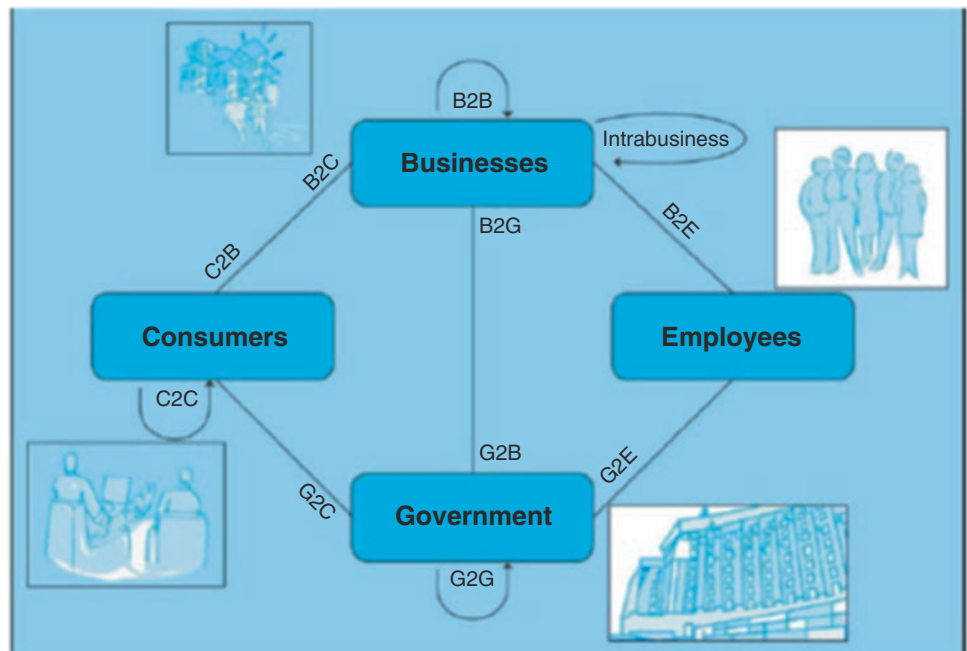 B2B
Businesses
Intrabusiness
B2C
B2G
B2E
C2B
Consumers
Employees
C2C
G2B
G2C
G2E
Government
G2G